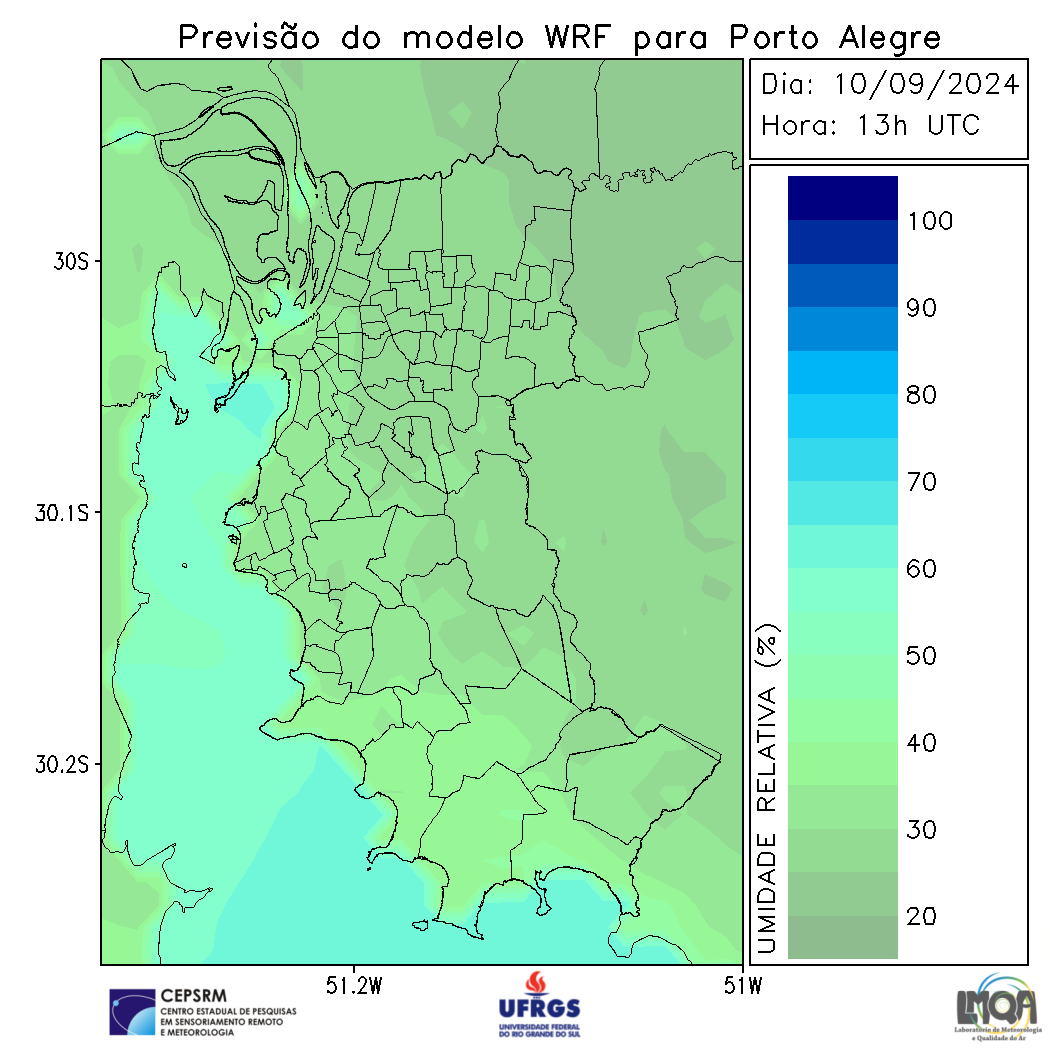 Previsão do modelo WRF para Porto Alegre
Dia: 10/09/2024
Hora: 13h UTC
30S
30.1S
30.2S
51.2W
51W
UMIDADE RELATIVA (%)
100
90
80
70
60
50
40
30
20
CEPSRM
CENTRO ESTADUAL DE PESQUISAS
EM SENSORIAMENTO REMOTO
E METEOROLOGIA
UFRGS
UNIVERSIDADE FEDERAL
DO RIO GRANDE DO SUL
LMQA
Laboratório de Meteorologia
e Qualidade do Ar